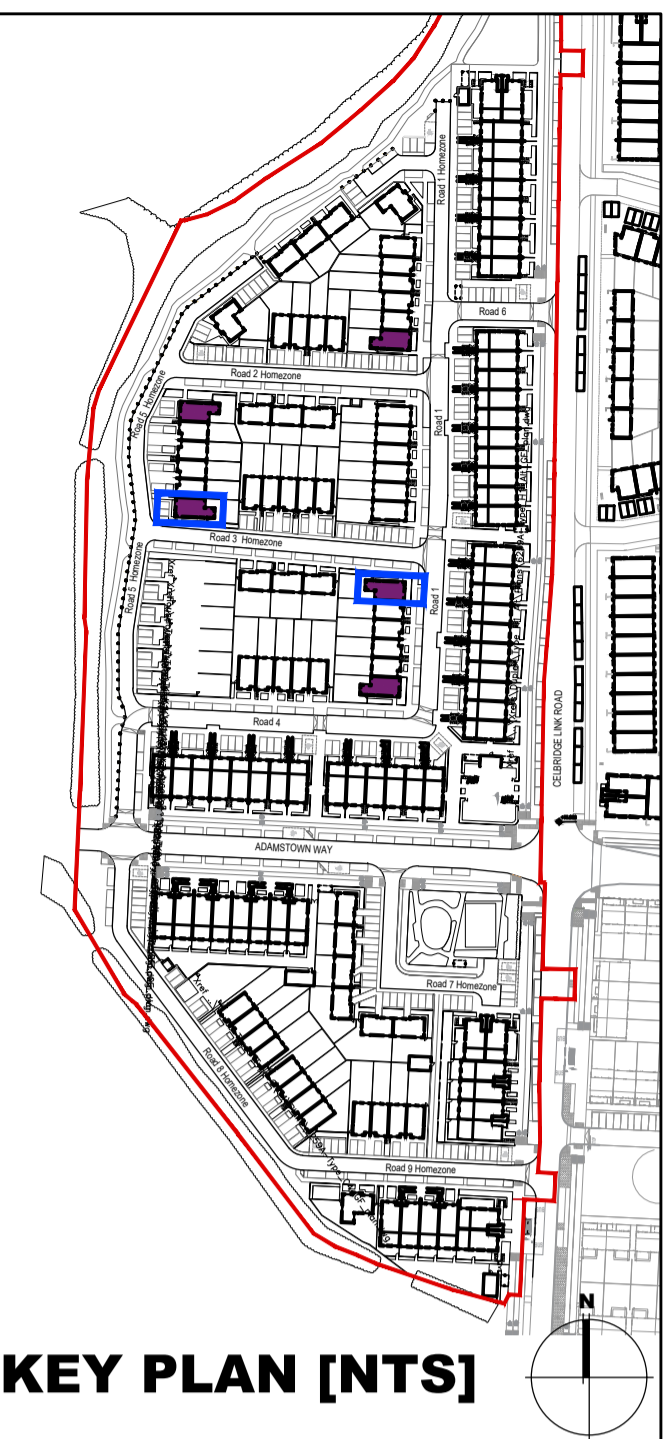 Road 1 Homezone
Road 6
Road 2 Homezone
Road 5 Homezone
Road 1
Road 3 Homezone
Road 5 Homezone
Road 1
Road 4
CELBRIDGE LINK ROAD
ADAMSTOWN WAY
Road 7 Homezone
Road 8 Homezone
Road 9 Homezone
N
KEY PLAN [NTS]